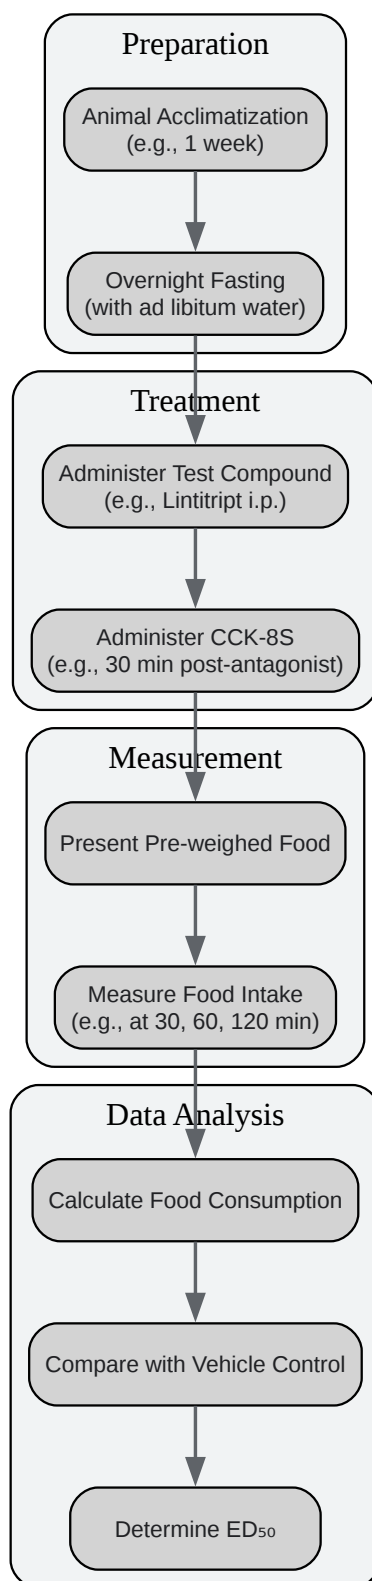 Preparation
Animal Acclimatization
(e.g., 1 week)
Overnight Fasting
(with ad libitum water)
Treatment
Administer Test Compound
(e.g., Lintitript i.p.)
Administer CCK-8S
(e.g., 30 min post-antagonist)
Measurement
Present Pre-weighed Food
Measure Food Intake
(e.g., at 30, 60, 120 min)
Data Analysis
Calculate Food Consumption
Compare with Vehicle Control
Determine ED₅₀